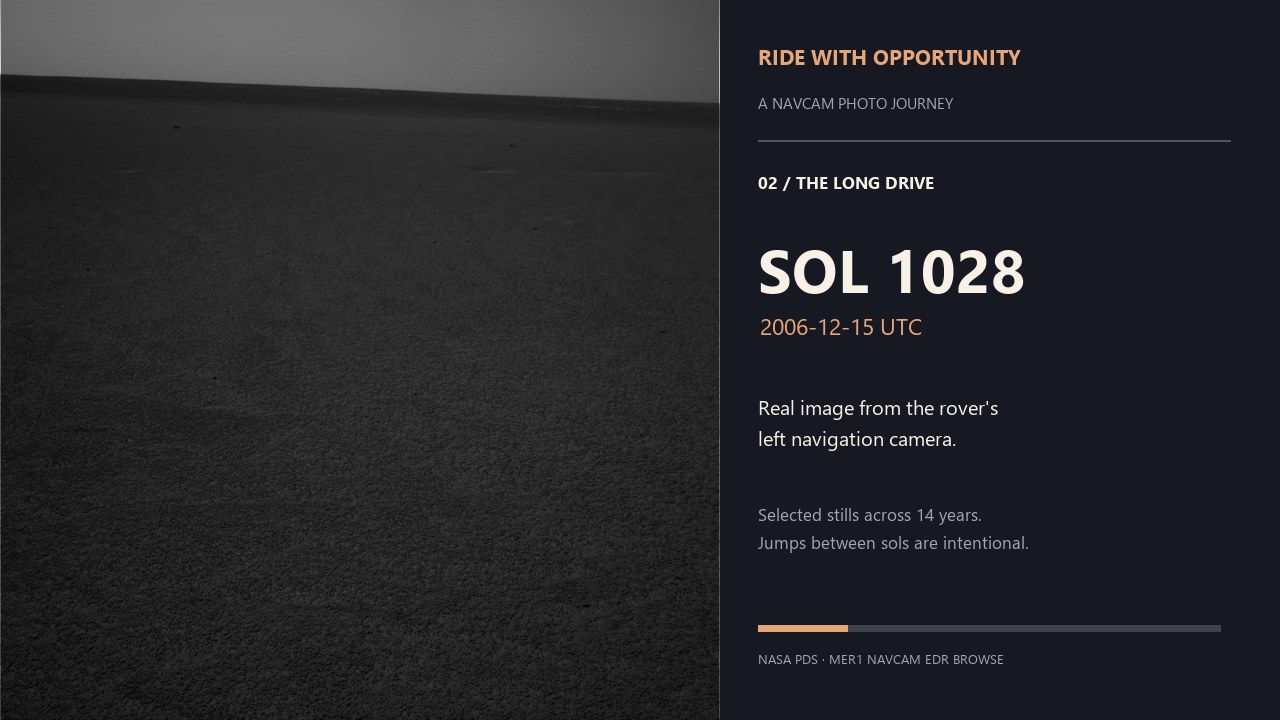 RIDE WITH OPPORTUNITY
A NAVCAM PHOTO JOURNEY
02 / THE LONG DRIVE
SOL 1028
2006-12-15 UTC
Real image from the rover's
left navigation camera.
Selected stills across 14 years.
Jumps between sols are intentional.
NASA PDS · MER1 NAVCAM EDR BROWSE